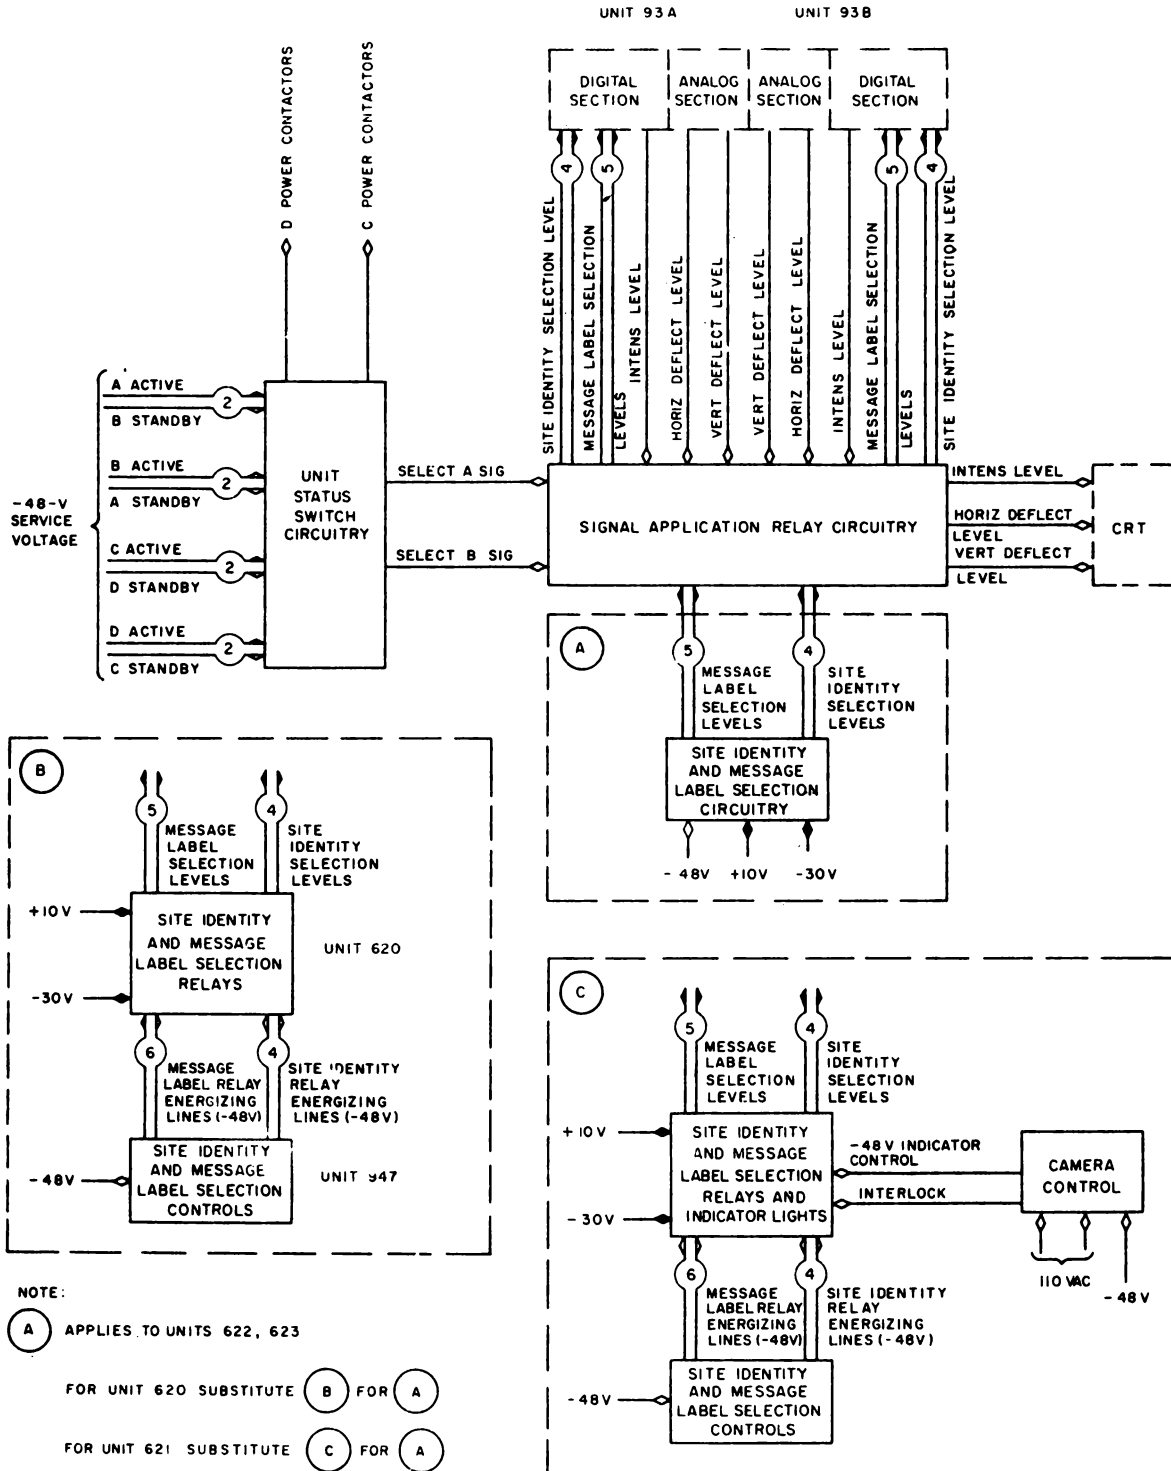 UNIT 93A
UNIT 93B
D POWER CONTACTORS
C POWER CONTACTORS
DIGITAL
SECTION
ANALOG
SECTION
ANALOG
SECTION
DIGITAL
SECTION
4
5
5
4
SITE IDENTITY SELECTION LEVEL
MESSAGE LABEL SELECTION
LEVELS
INTENS LEVEL
HORIZ DEFLECT LEVEL
VERT DEFLECT LEVEL
VERT DEFLECT LEVEL
HORIZ DEFLECT LEVEL
INTENS LEVEL
MESSAGE LABEL SELECTION
LEVELS
SITE IDENTITY SELECTION LEVEL
-48-V
SERVICE
VOLTAGE
A ACTIVE
2
B STANDBY
B ACTIVE
2
A STANDBY
C ACTIVE
2
D STANDBY
D ACTIVE
2
C STANDBY
UNIT
STATUS
SWITCH
CIRCUITRY
SELECT A SIG
SELECT B SIG
SIGNAL APPLICATION RELAY CIRCUITRY
INTENS LEVEL
HORIZ DEFLECT
LEVEL
VERT DEFLECT
LEVEL
CRT
A
5
4
MESSAGE
LABEL
SELECTION
LEVELS
SITE
IDENTITY
SELECTION
LEVELS
SITE IDENTITY
AND MESSAGE
LABEL SELECTION
CIRCUITRY
- 48V
+10V
-30V
B
5
4
MESSAGE
LABEL
SELECTION
LEVELS
SITE
IDENTITY
SELECTION
LEVELS
+10V
-30V
SITE IDENTITY
AND MESSAGE
LABEL SELECTION
RELAYS
UNIT 620
6
4
MESSAGE
LABEL RELAY
ENERGIZING
LINES (-48V)
SITE IDENTITY
RELAY
ENERGIZING
LINES (-48V)
-48V
SITE IDENTITY
AND MESSAGE
LABEL SELECTION
CONTROLS
UNIT 947
C
5
4
MESSAGE
LABEL
SELECTION
LEVELS
SITE
IDENTITY
SELECTION
LEVELS
+10V
-30V
SITE IDENTITY
AND MESSAGE
LABEL SELECTION
RELAYS AND
INDICATOR LIGHTS
-48V INDICATOR
CONTROL
INTERLOCK
CAMERA
CONTROL
110 VAC
-48V
6
4
MESSAGE
LABEL RELAY
ENERGIZING
LINES (-48V)
SITE IDENTITY
RELAY
ENERGIZING
LINES (-48V)
-48V
SITE IDENTITY
AND MESSAGE
LABEL SELECTION
CONTROLS
NOTE:
A APPLIES TO UNITS 622, 623
FOR UNIT 620 SUBSTITUTE B FOR A
FOR UNIT 621 SUBSTITUTE C FOR A